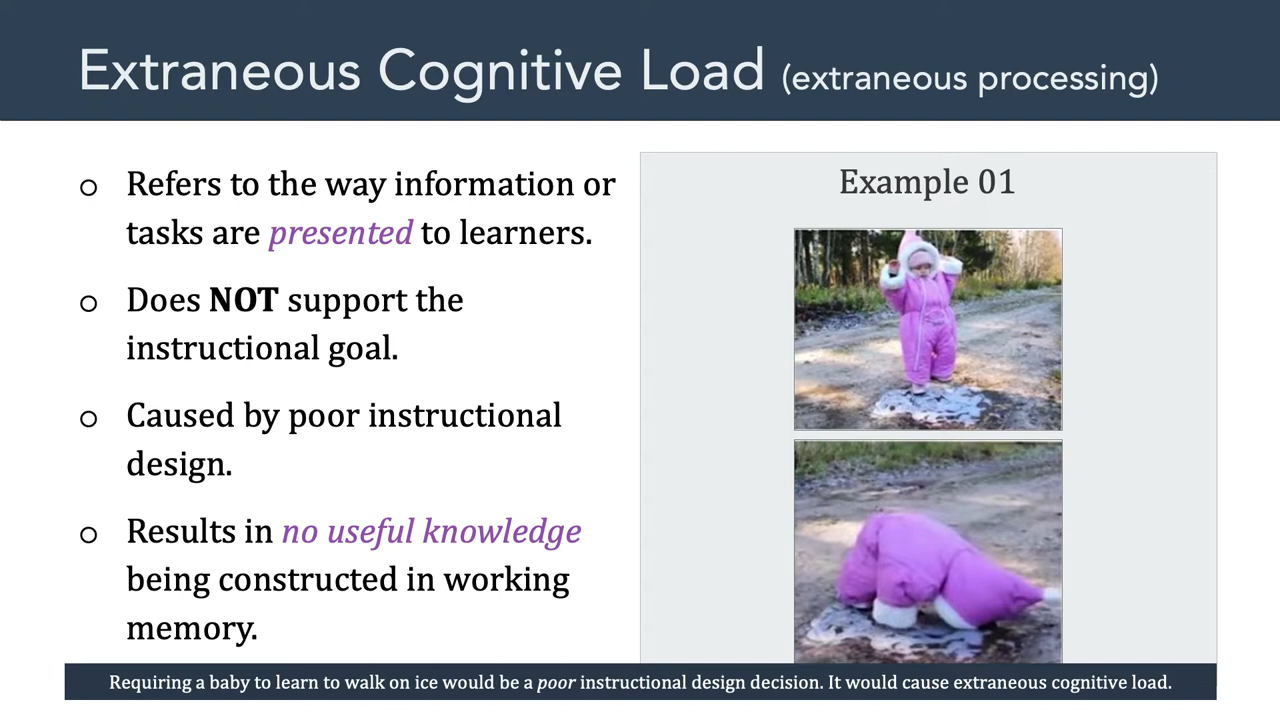 Extraneous Cognitive Load (extraneous processing)
○ Refers to the way information or
tasks are presented to learners.
○ Does NOT support the
instructional goal.
○ Caused by poor instructional
design.
○ Results in no useful knowledge
being constructed in working
memory.
Example 01
Requiring a baby to learn to walk on ice would be a poor instructional design decision. It would cause extraneous cognitive load.